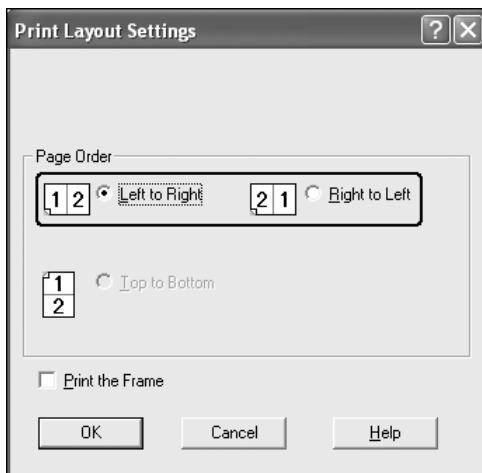 Print Layout Settings
Page Order
1 2 Left to Right 2 1 Right to Left
1
2
Top to Bottom
Print the Frame
OK Cancel Help